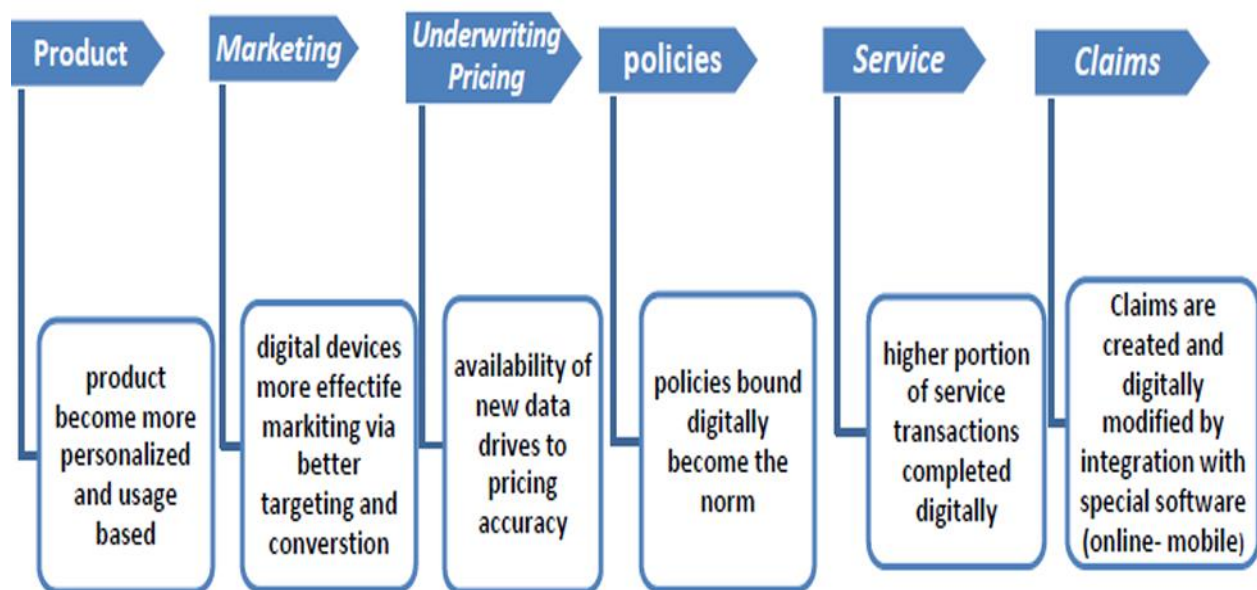 Product
Marketing
Underwriting
Pricing
policies
Service
Claims
product
become more
personalized
and usage
based
digital devices
more effectife
markiting via
better
targeting and
converstion
availability of
new data
drives to
pricing
accuracy
policies bound
digitally
become the
norm
higher portion
of service
transactions
completed
digitally
Claims are
created and
digitally
modified by
integration with
special software
(online- mobile)